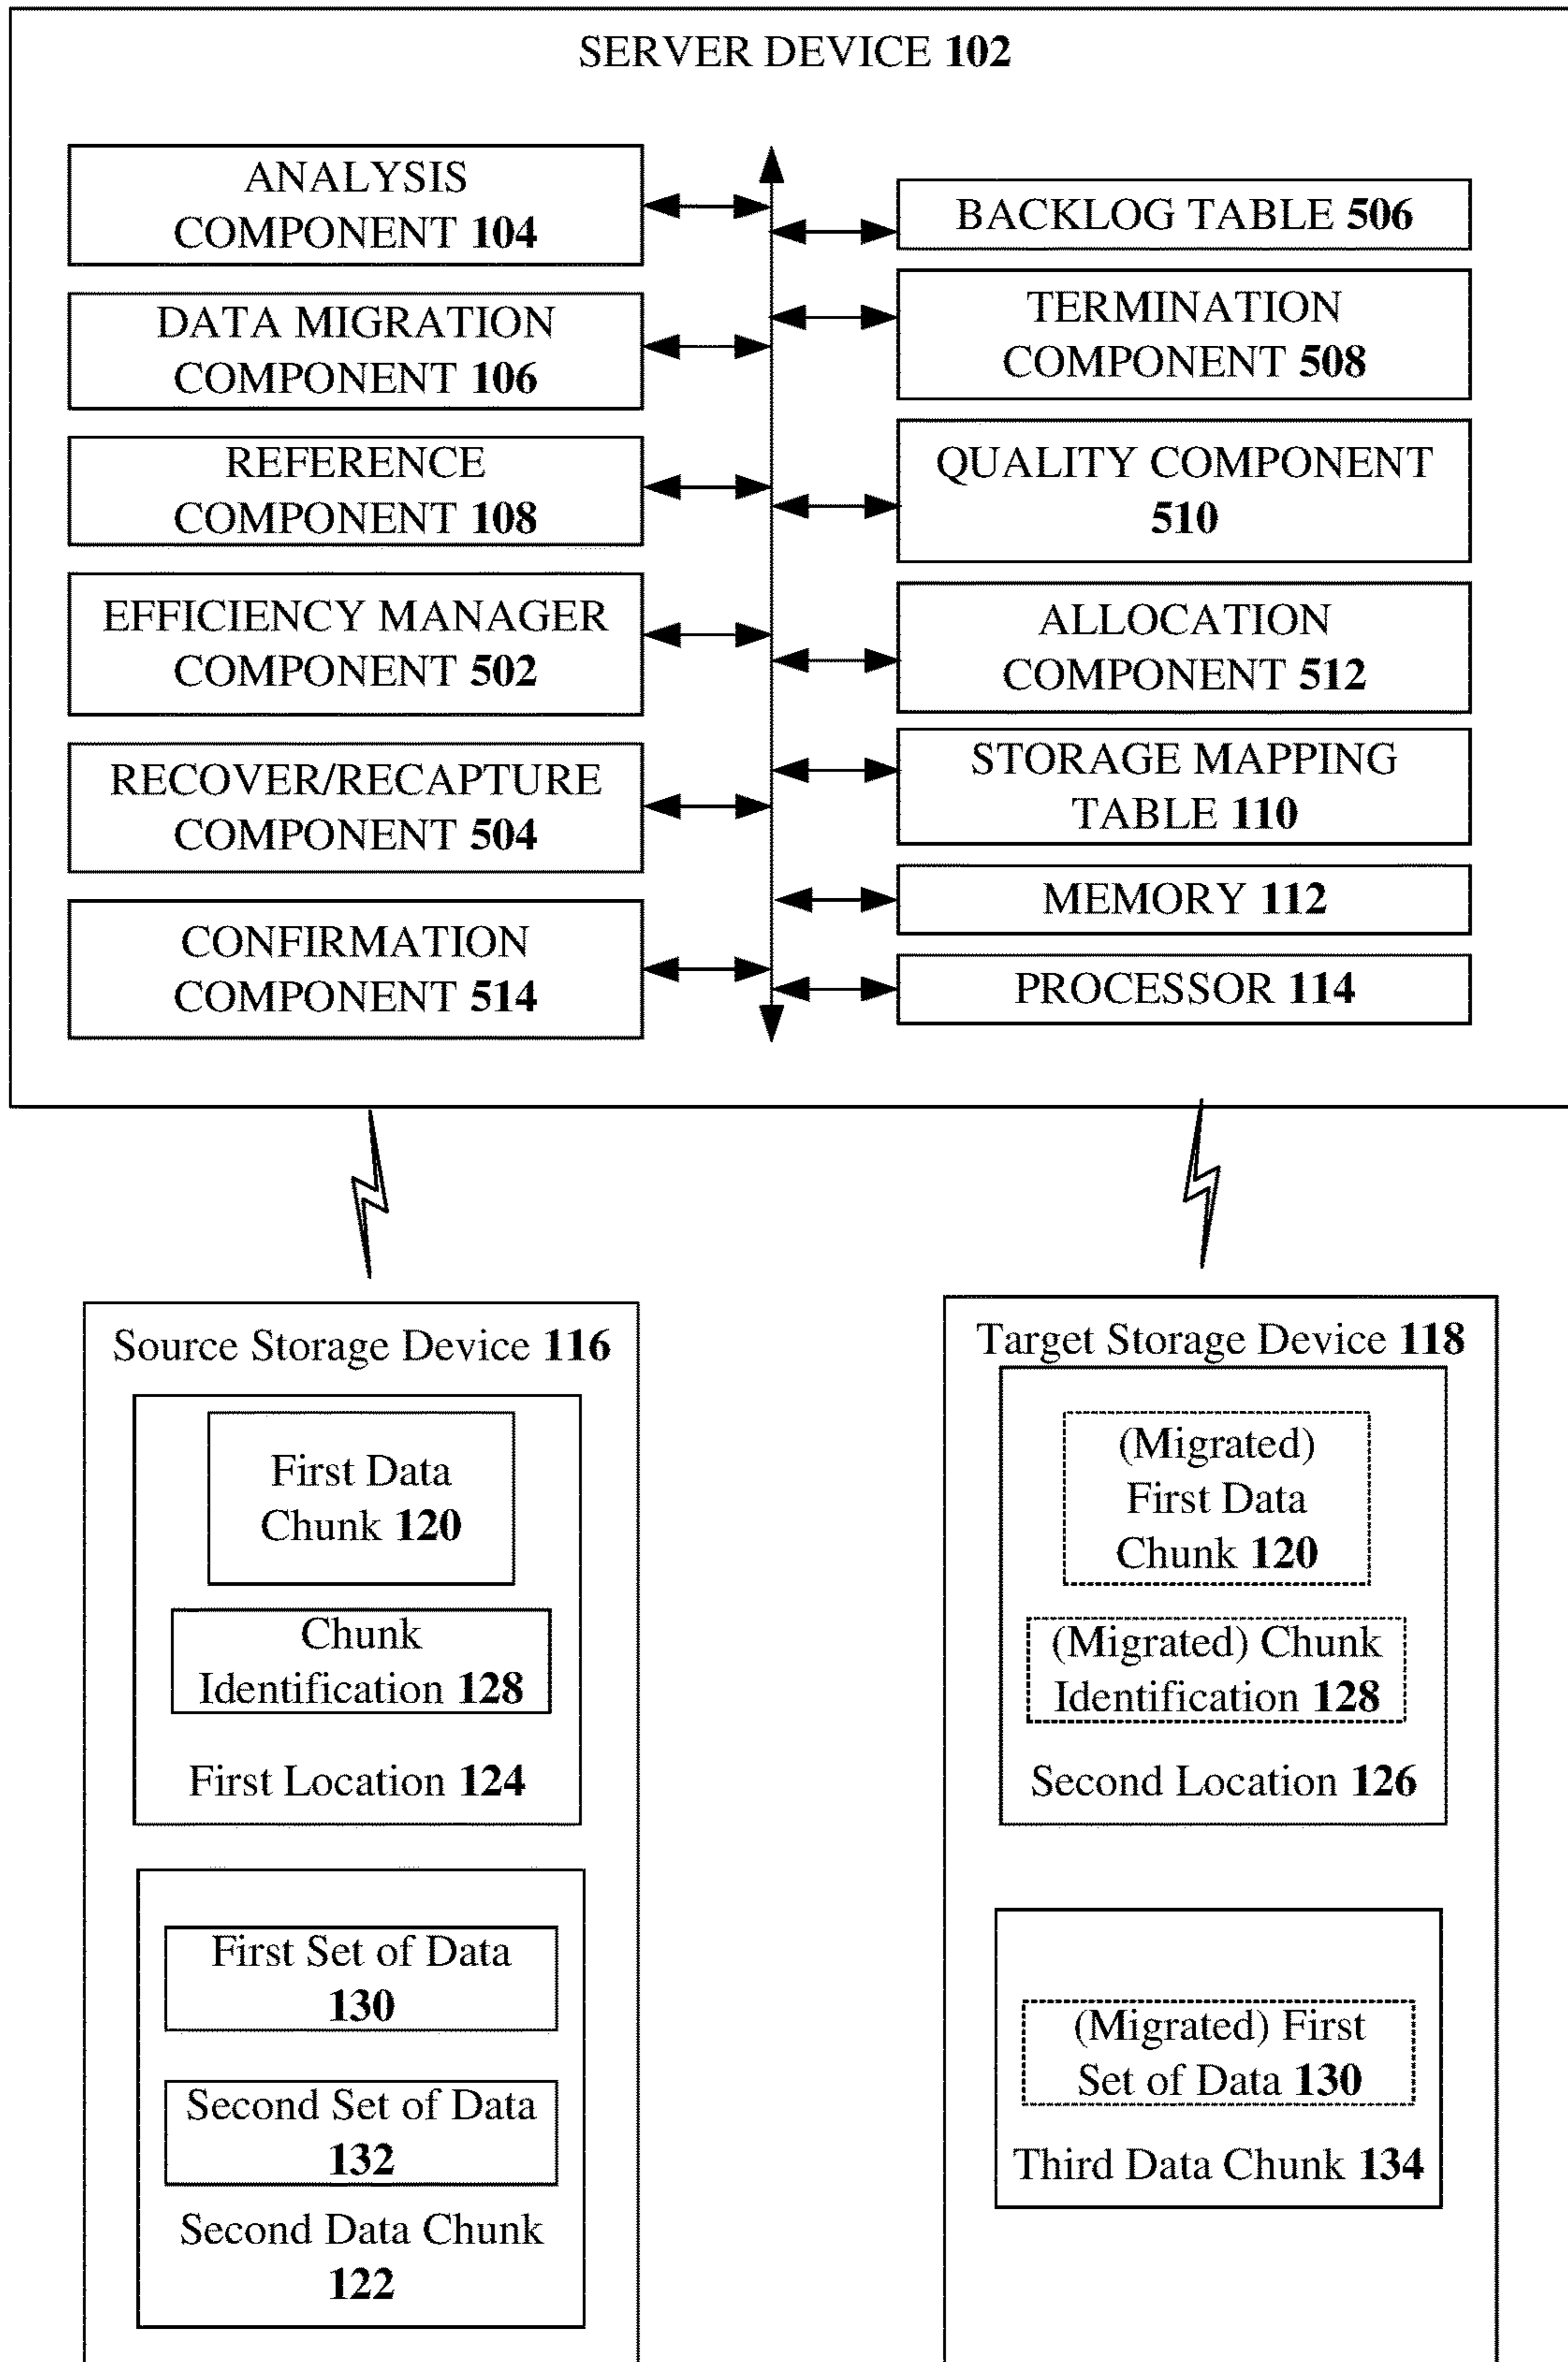 SERVER DEVICE 102
ANALYSIS
COMPONENT 104
DATA MIGRATION
COMPONENT 106
REFERENCE
COMPONENT 108
EFFICIENCY MANAGER
COMPONENT 502
RECOVER/RECAPTURE
COMPONENT 504
CONFIRMATION
COMPONENT 514
BACKLOG TABLE 506
TERMINATION
COMPONENT 508
QUALITY COMPONENT
510
ALLOCATION
COMPONENT 512
STORAGE MAPPING
TABLE 110
MEMORY 112
PROCESSOR 114
Source Storage Device 116
First Data
Chunk 120
Chunk
Identification 128
First Location 124
First Set of Data
130
Second Set of Data
132
Second Data Chunk
122
Target Storage Device 118
(Migrated)
First Data
Chunk 120
(Migrated) Chunk
Identification 128
Second Location 126
(Migrated) First
Set of Data 130
Third Data Chunk 134